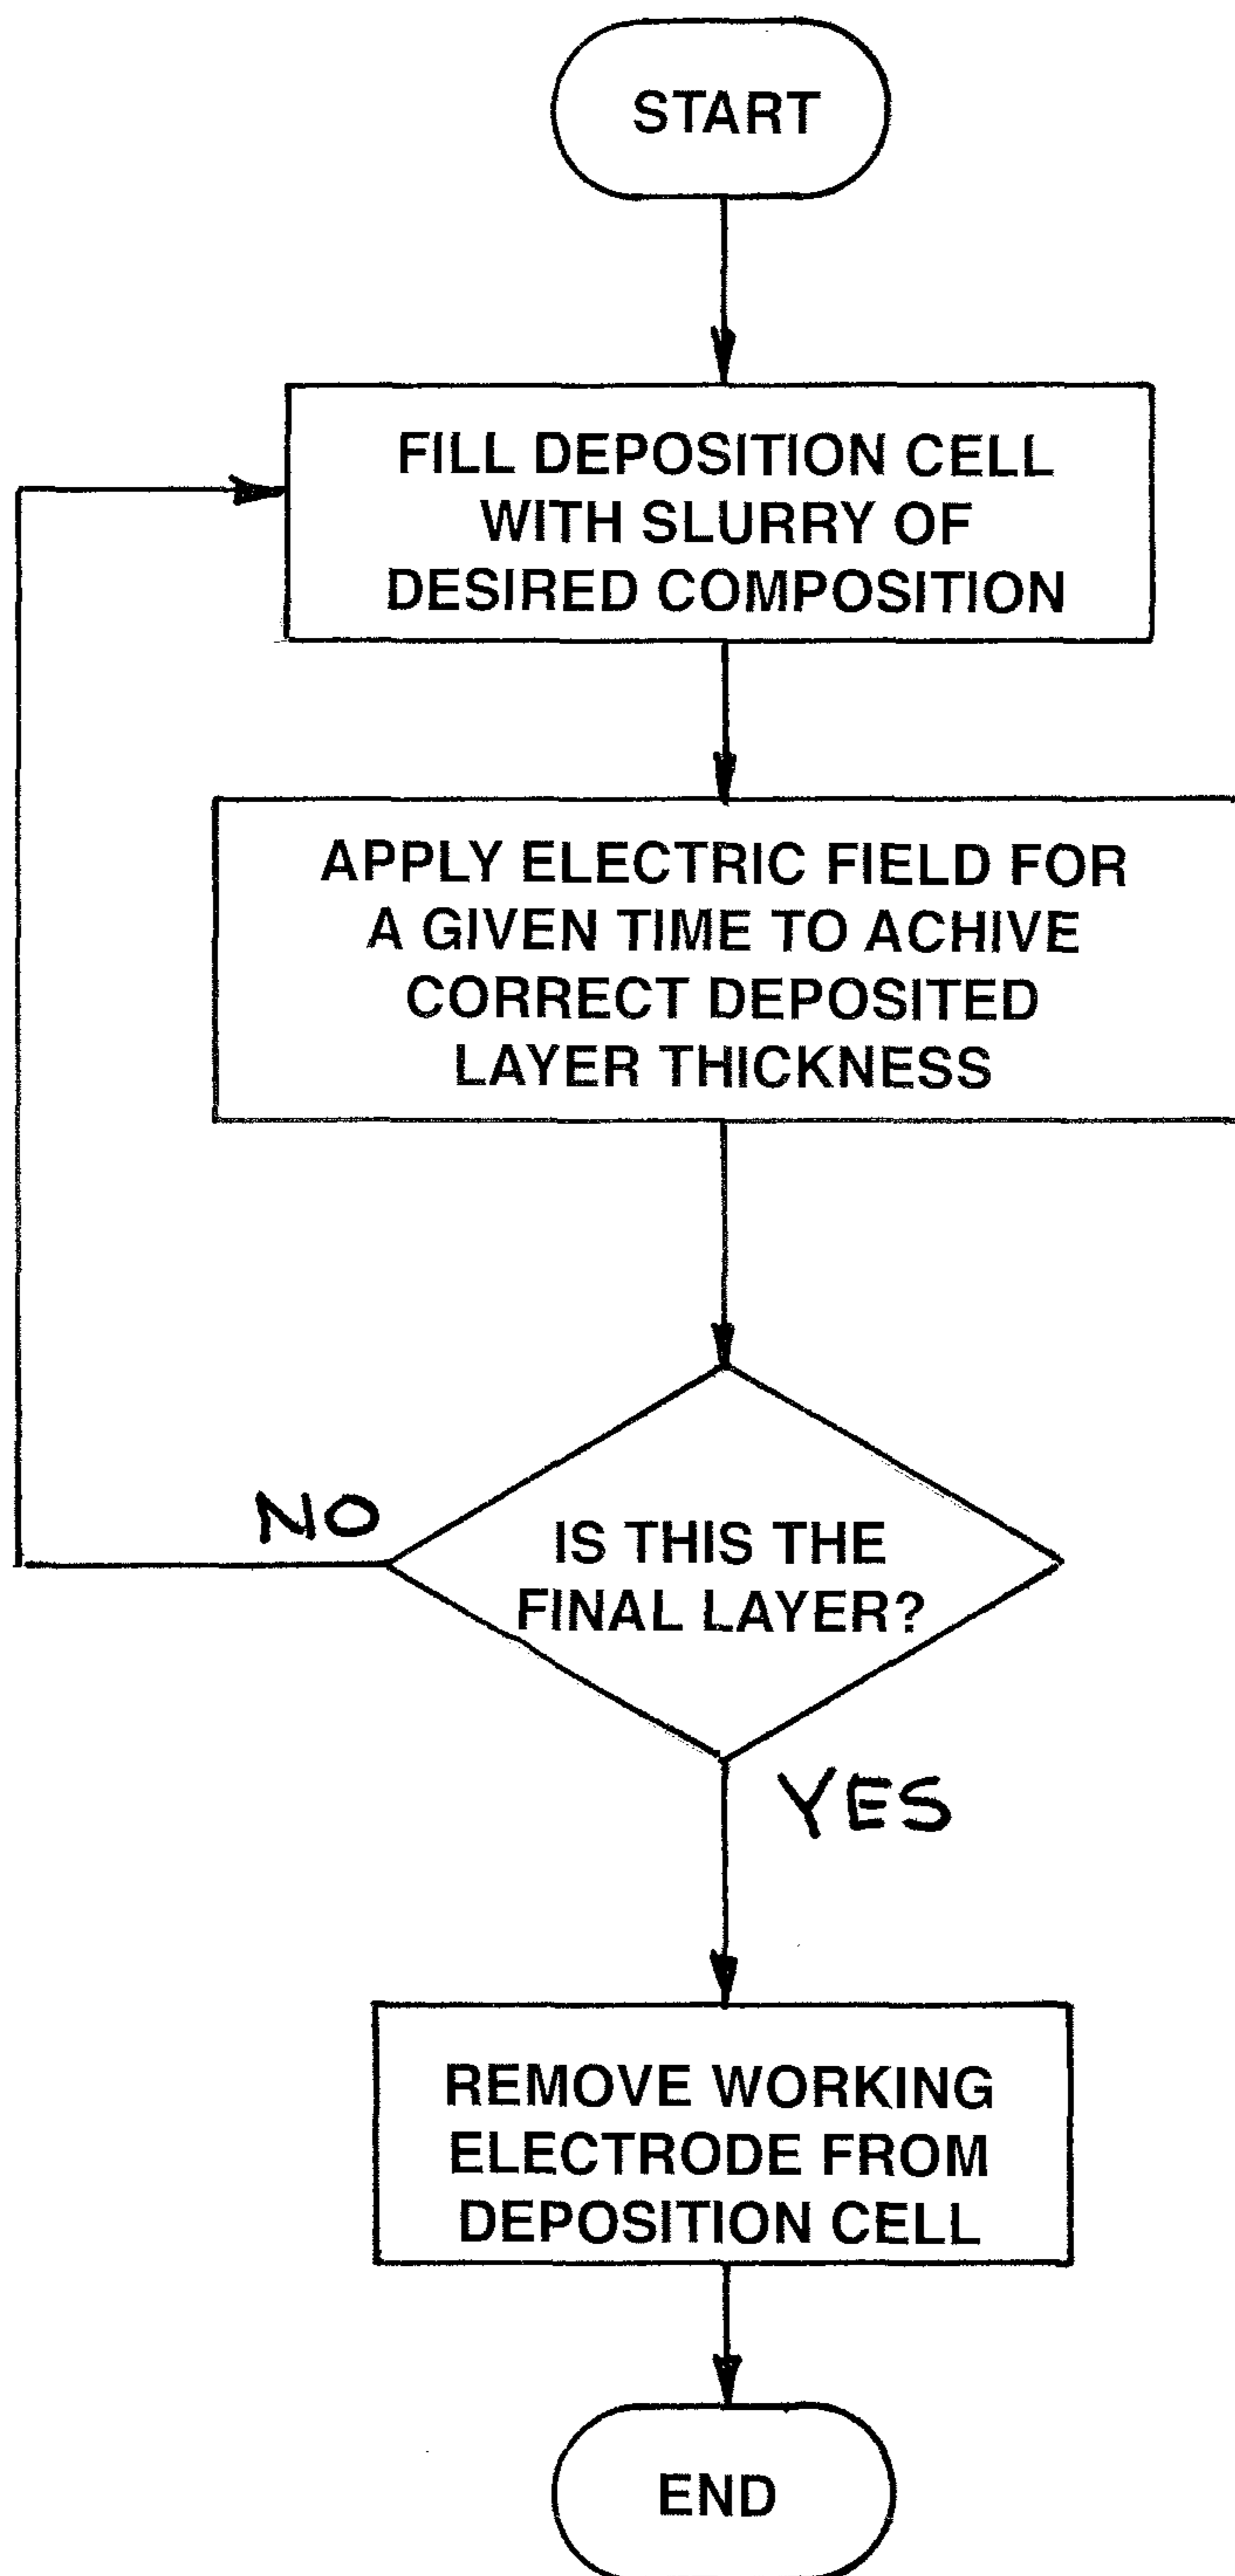 START
FILL DEPOSITION CELL
WITH SLURRY OF
DESIRED COMPOSITION
APPLY ELECTRIC FIELD FOR
A GIVEN TIME TO ACHIVE
CORRECT DEPOSITED
LAYER THICKNESS
NO
IS THIS THE
FINAL LAYER?
YES
REMOVE WORKING
ELECTRODE FROM
DEPOSITION CELL
END